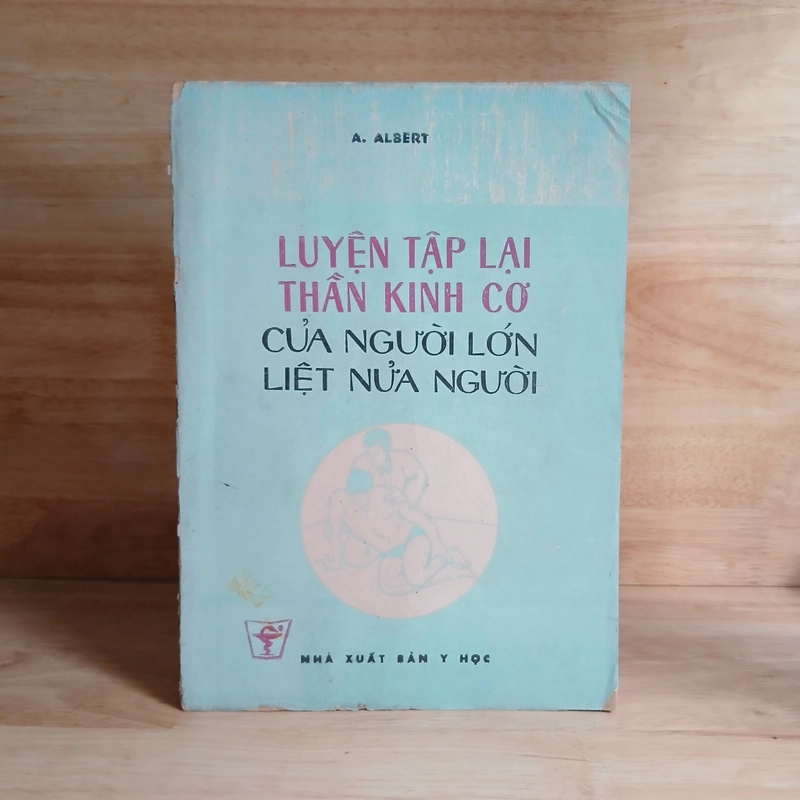 A. ALBERT
LUYỆN TẬP LẠI
THẦN KINH CƠ
CỦA NGƯỜI LỚN
LIỆT NỬA NGƯỜI
NHÀ XUẤT BẢN Y HỌC